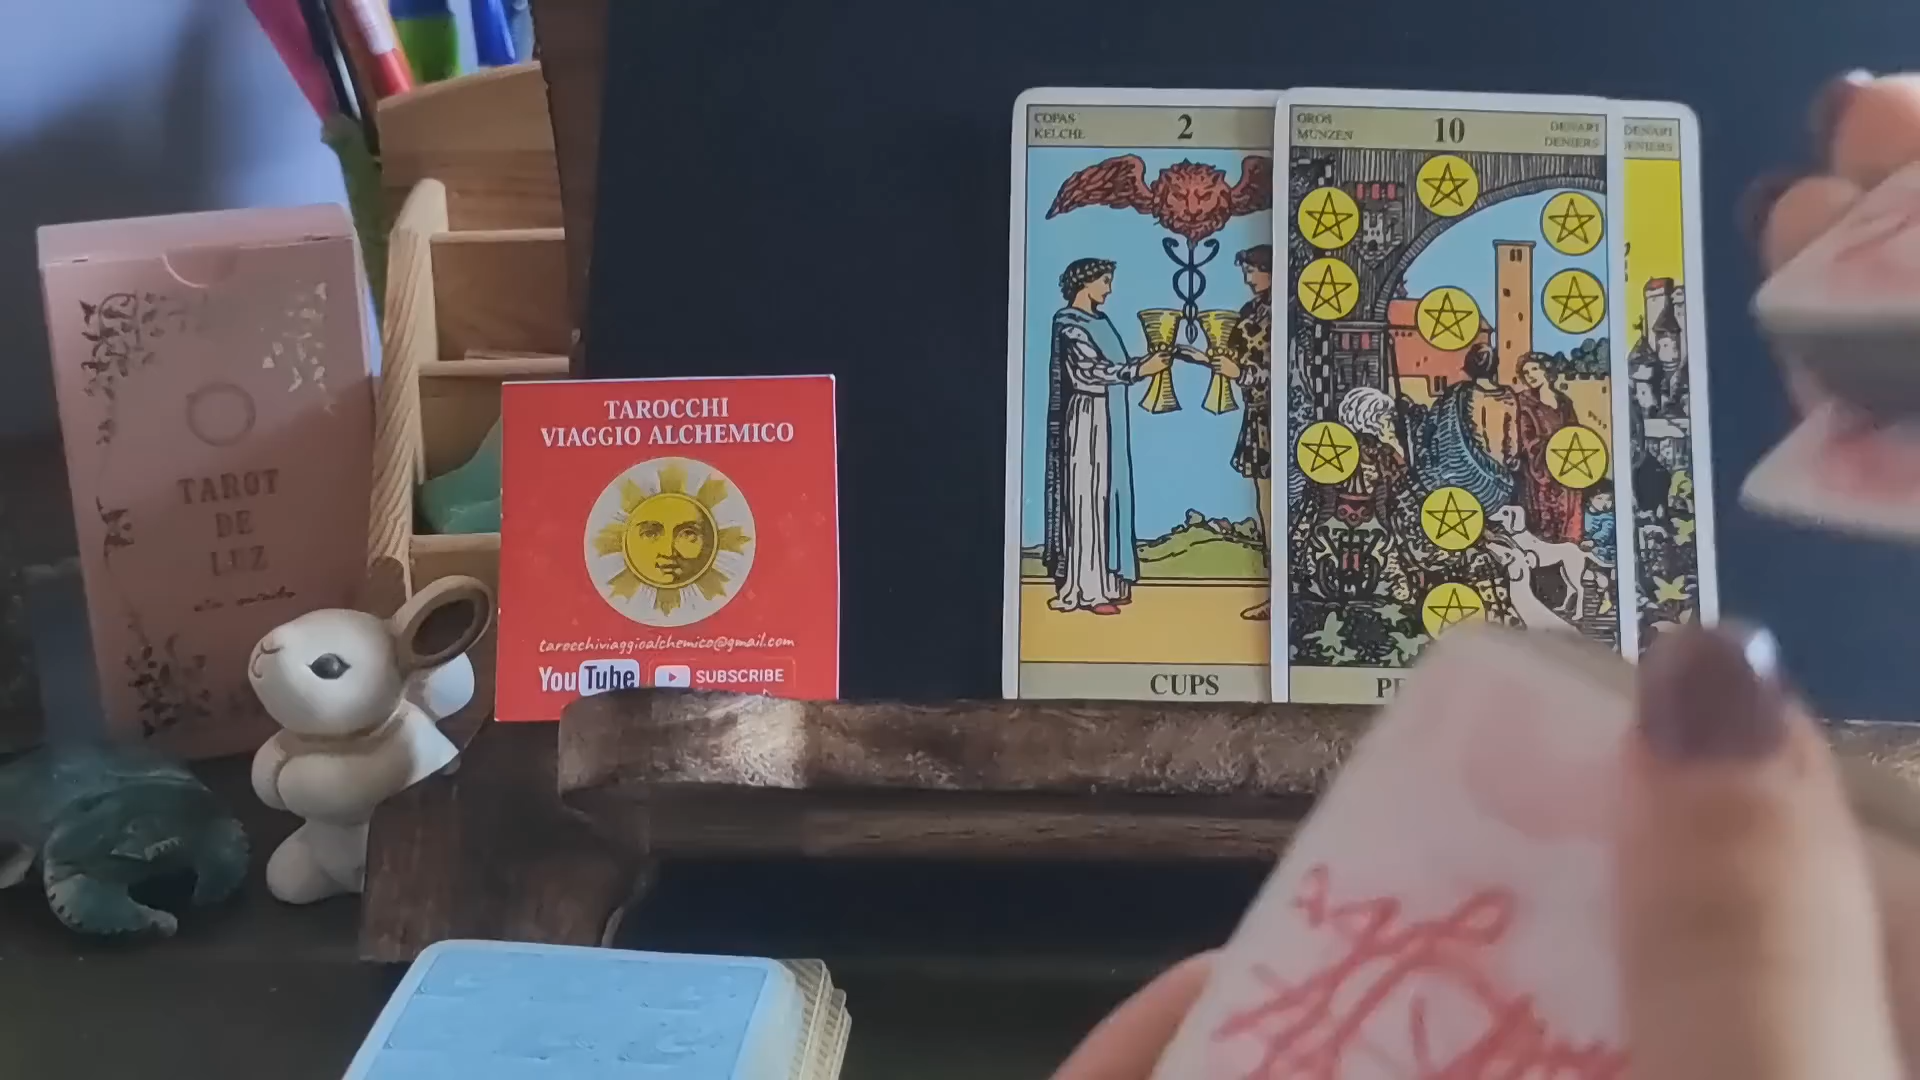 TAROT
DE
LUZ
TAROCCHI
VIAGGIO ALCHEMICO
tarocchiviaggioalchemico@gmail.com
YouTube SUBSCRIBE
COPAS
KELCHE
2
CUPS
OROS
MUNZEN
10
DENARI
DENIERS
DENARI
DENIERS